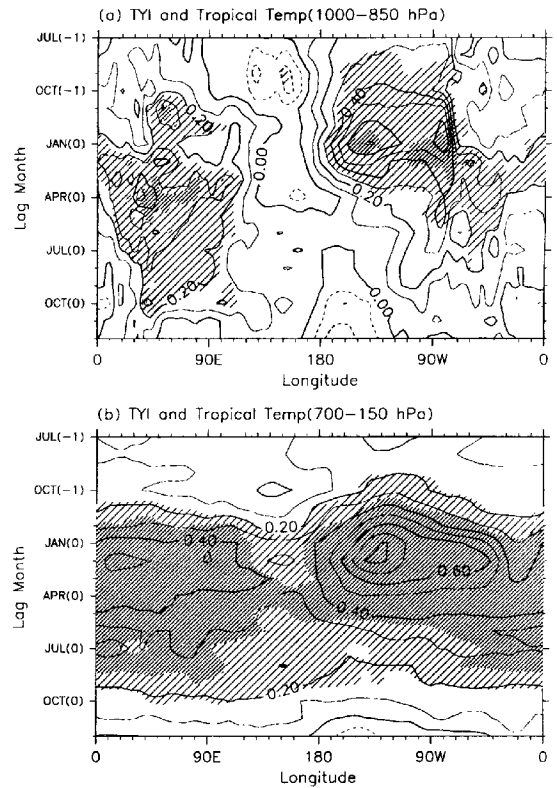 (a) TYI and Tropical Temp(1000-850 hPa)
JUL(-1)
OCT(-1)
JAN(0)
APR(0)
JUL(0)
OCT(0)
Lag Month
0.20
0.40
0.00
0.20
0.20
0.00
0 90E 180 90W 0
Longitude
(b) TYI and Tropical Temp(700-150 hPa)
JUL(-1)
OCT(-1)
JAN(0)
APR(0)
JUL(0)
OCT(0)
Lag Month
0.20
0.40
0.60
0.40
0.20
0 90E 180 90W 0
Longitude